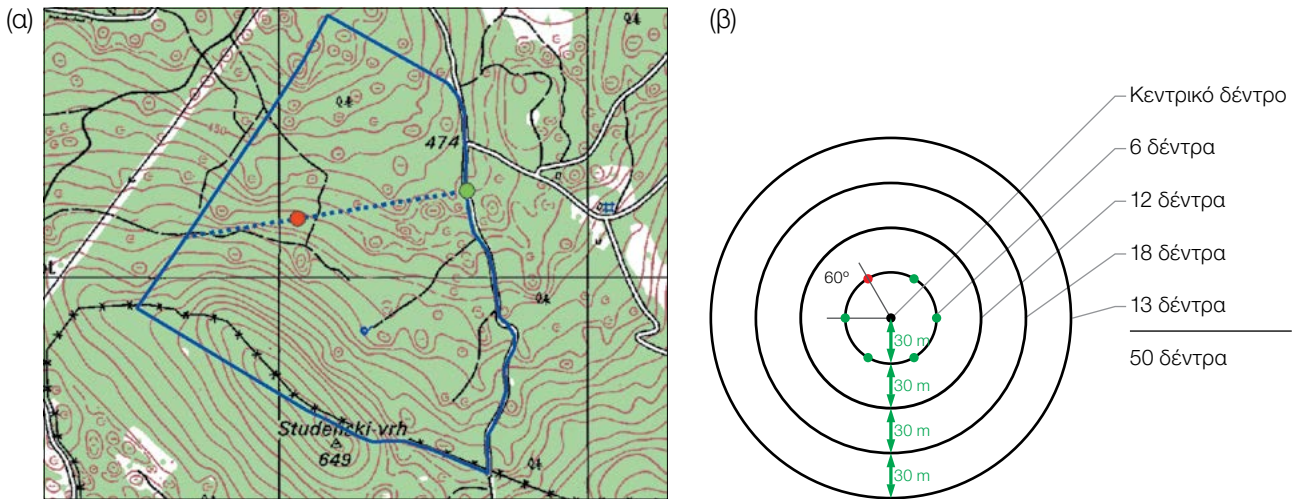 (α)
474
450
Studenski vrh
649
(β)
Κεντρικό δέντρο
6 δέντρα
12 δέντρα
18 δέντρα
13 δέντρα
50 δέντρα
60°
30 m
30 m
30 m
30 m